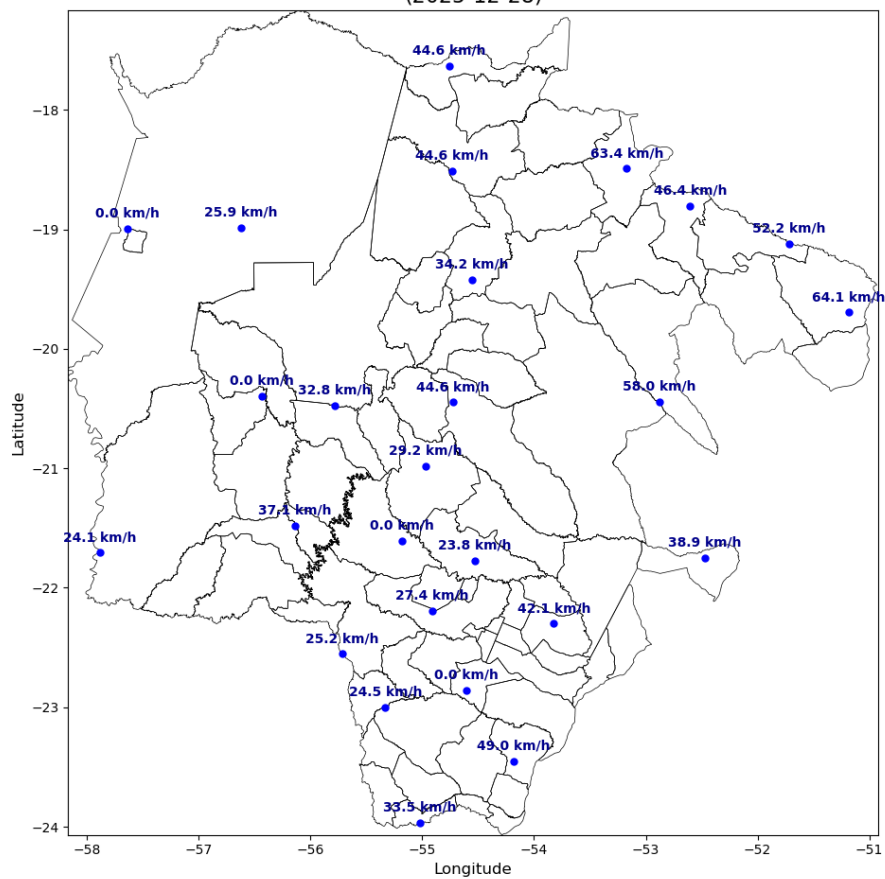 (2025-12-28)
44.6 km/h
44.6 km/h
63.4 km/h
46.4 km/h
0.0 km/h
25.9 km/h
52.2 km/h
34.2 km/h
64.1 km/h
0.0 km/h
32.8 km/h
44.6 km/h
58.0 km/h
29.2 km/h
37.1 km/h
0.0 km/h
24.1 km/h
23.8 km/h
38.9 km/h
27.4 km/h
42.1 km/h
25.2 km/h
0.0 km/h
24.5 km/h
49.0 km/h
33.5 km/h
−18
−19
−20
−21
−22
−23
−24
Latitude
−58 −57 −56 −55 −54 −53 −52 −51
Longitude